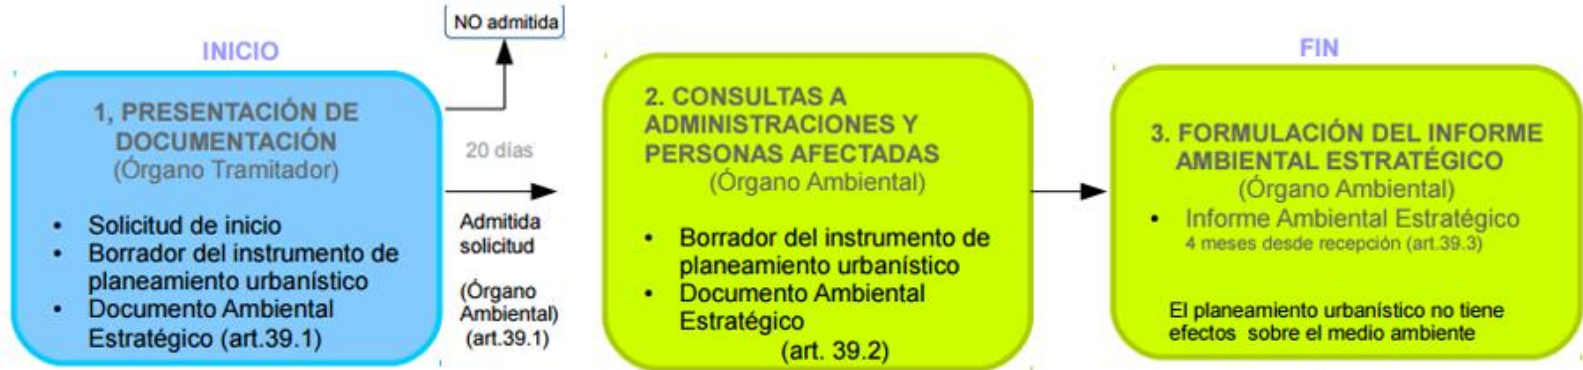 NO admitida
INICIO
1, PRESENTACIÓN DE
DOCUMENTACIÓN
(Órgano Tramitador)
• Solicitud de inicio
• Borrador del instrumento de
planeamiento urbanístico
• Documento Ambiental
Estratégico (art.39.1)
20 días
Admitida
solicitud
(Órgano
Ambiental)
(art.39.1)
2. CONSULTAS A
ADMINISTRACIONES Y
PERSONAS AFECTADAS
(Órgano Ambiental)
• Borrador del instrumento de
planeamiento urbanístico
• Documento Ambiental
Estratégico
(art. 39.2)
FIN
3. FORMULACIÓN DEL INFORME
AMBIENTAL ESTRATÉGICO
(Órgano Ambiental)
• Informe Ambiental Estratégico
4 meses desde recepción (art.39.3)
El planeamiento urbanístico no tiene
efectos sobre el medio ambiente